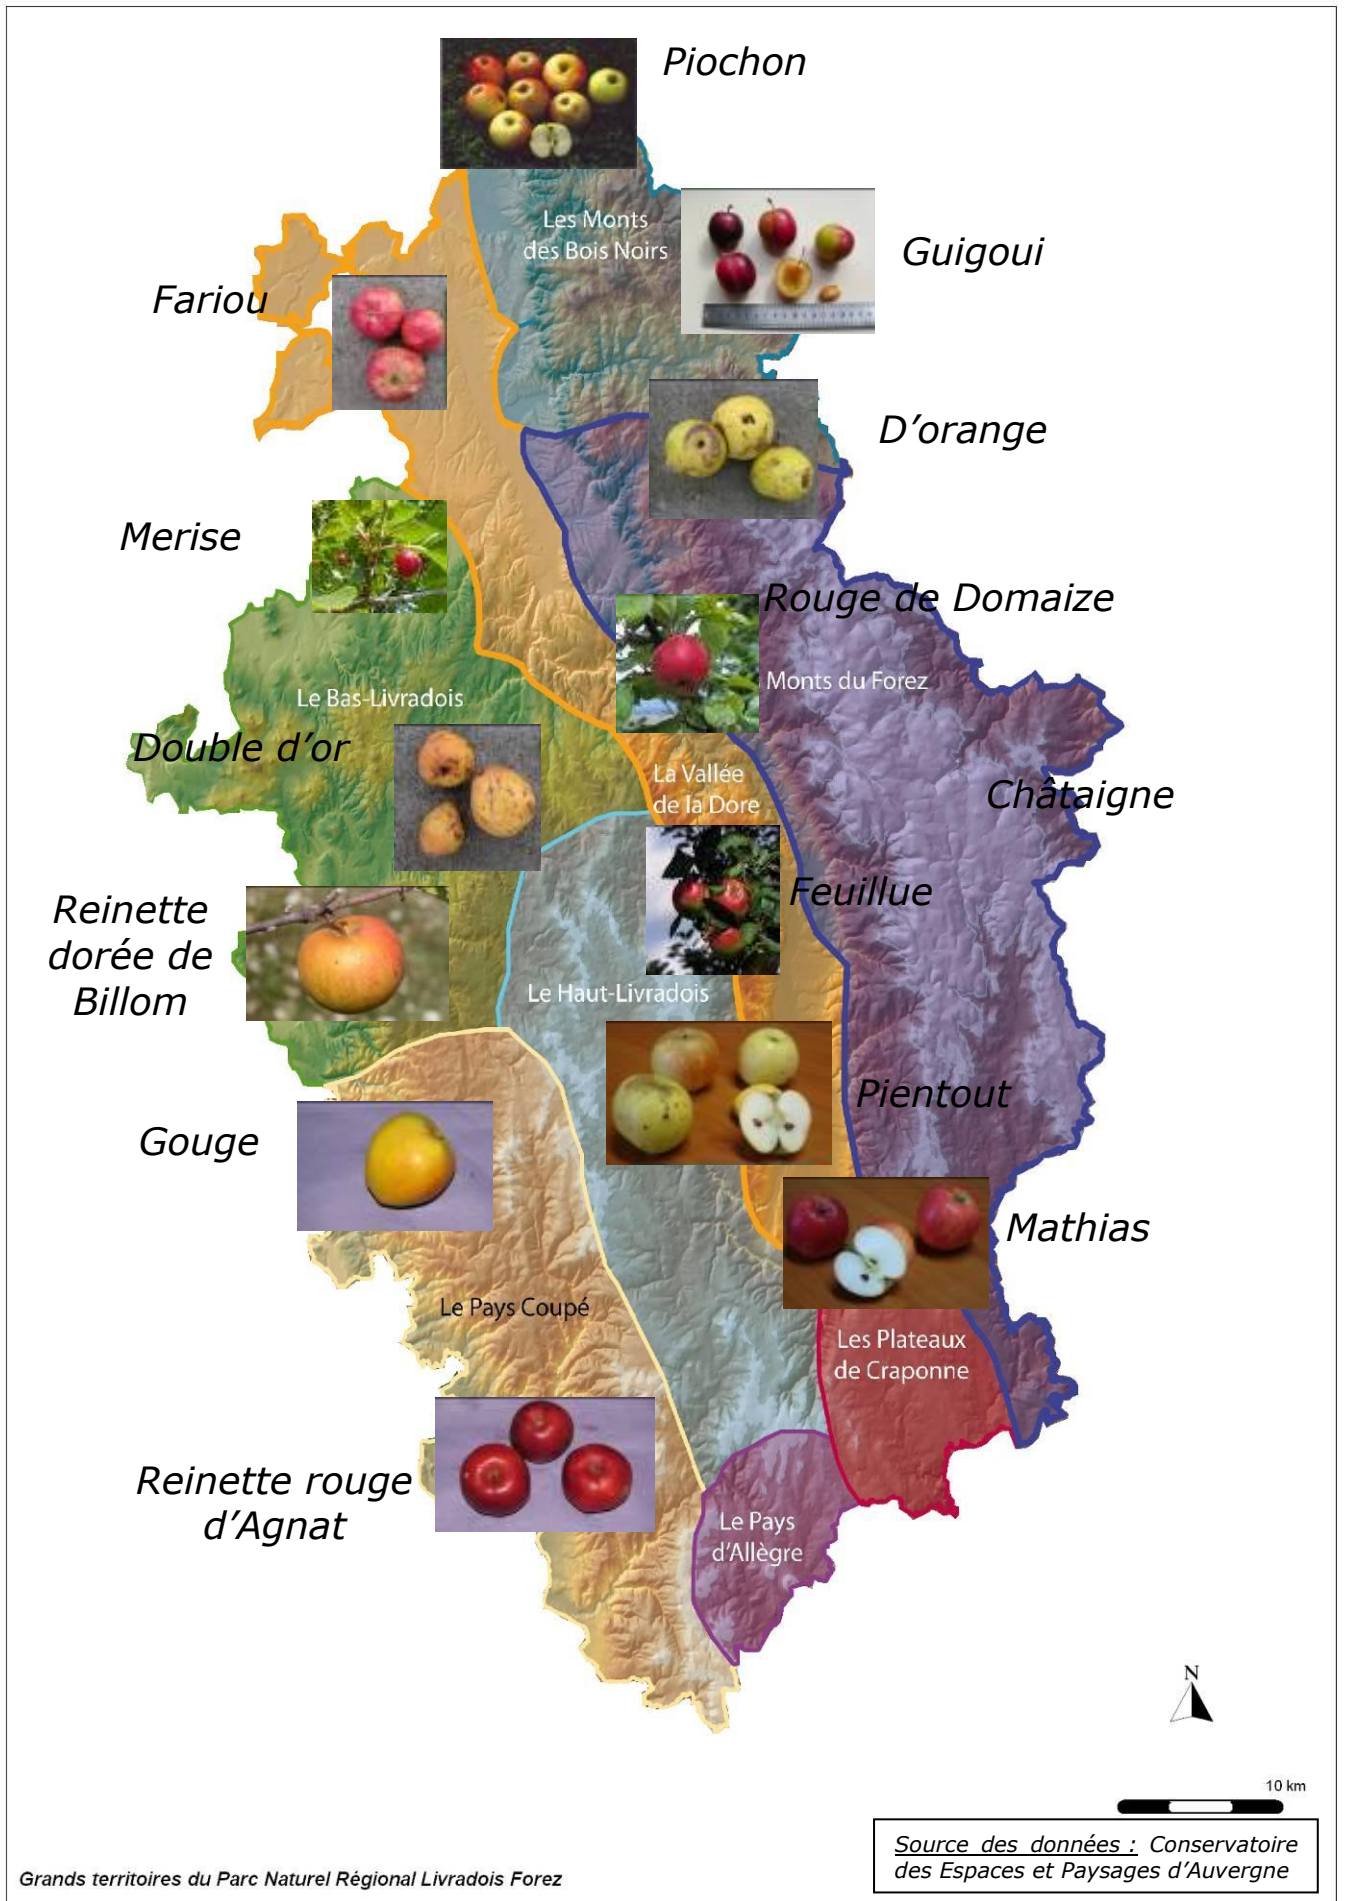 Piochon
Les Monts
des Bois Noirs
Guigoui
Fariou
D’orange
Merise
Rouge de Domaize
Monts du Forez
Le Bas-Livradois
Double d’or
La Vallée
de la Dore
Châtaigne
Feuillue
Reinette
dorée de
Billom
Le Haut-Livradois
Pientout
Gouge
Mathias
Le Pays Coupé
Les Plateaux
de Craponne
Reinette rouge
d’Agnat
Le Pays
d'Allègre
N
10 km
Source des données : Conservatoire
des Espaces et Paysages d’Auvergne
Grands territoires du Parc Naturel Régional Livradois Forez